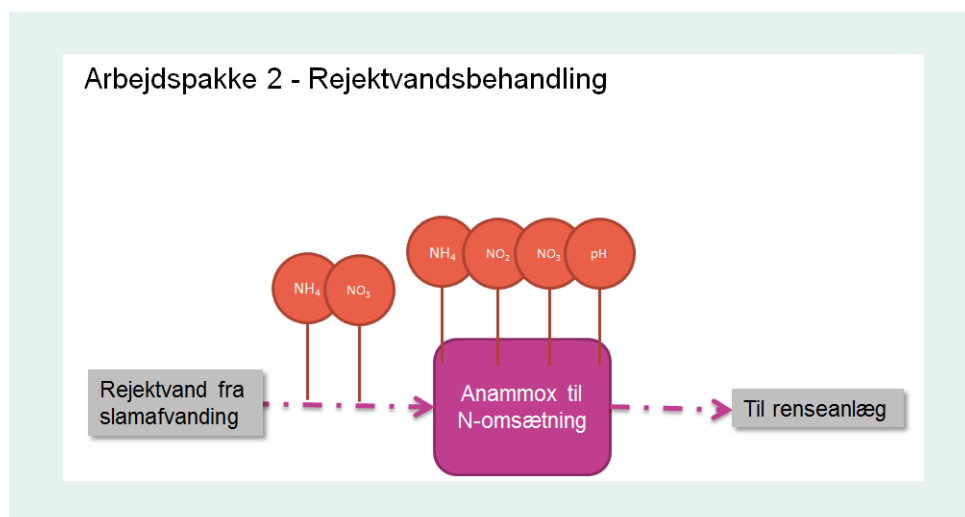 Arbejdspakke 2 - Rejektvandsbehandling
NH₄
NO₃
NH₄
NO₂
NO₃
pH
Rejektvand fra
slamafvanding
Anammox til
N-omsætning
Til renseanlæg